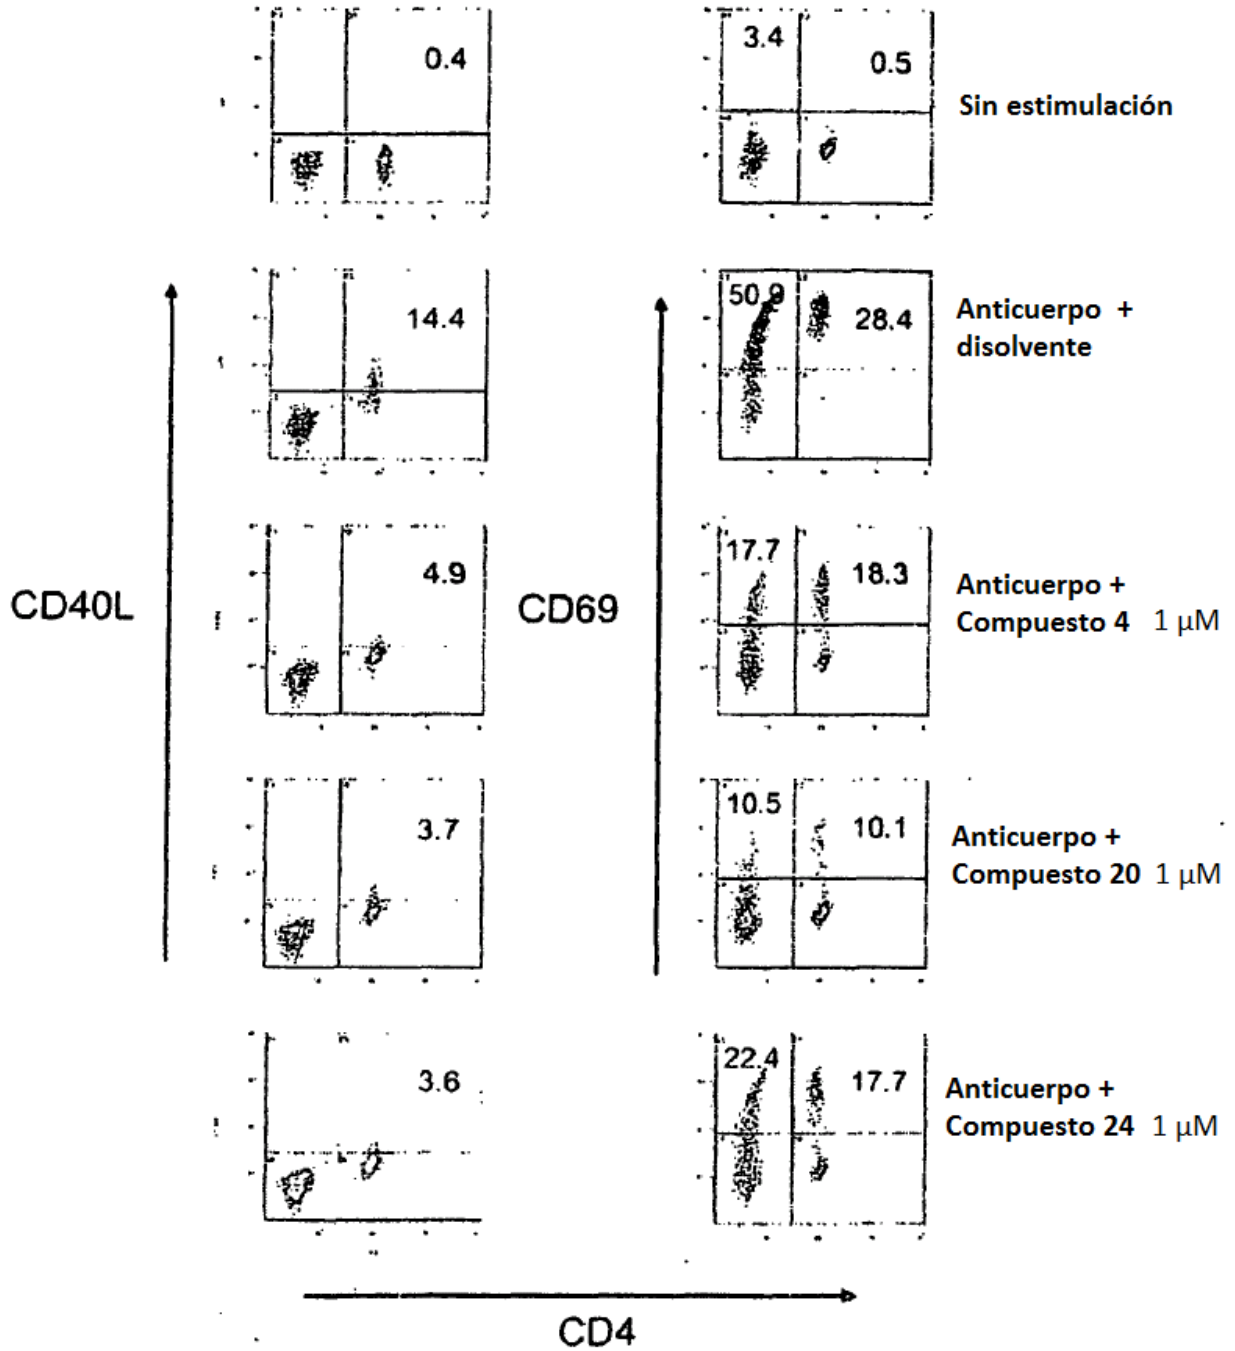 0.4
3.4
0.5
Sin estimulación
14.4
50.9
28.4
Anticuerpo +
disolvente
CD40L
4.9
CD69
17.7
18.3
Anticuerpo +
Compuesto 4 1 µM
3.7
10.5
10.1
Anticuerpo +
Compuesto 20 1 µM
3.6
22.4
17.7
Anticuerpo +
Compuesto 24 1 µM
CD4